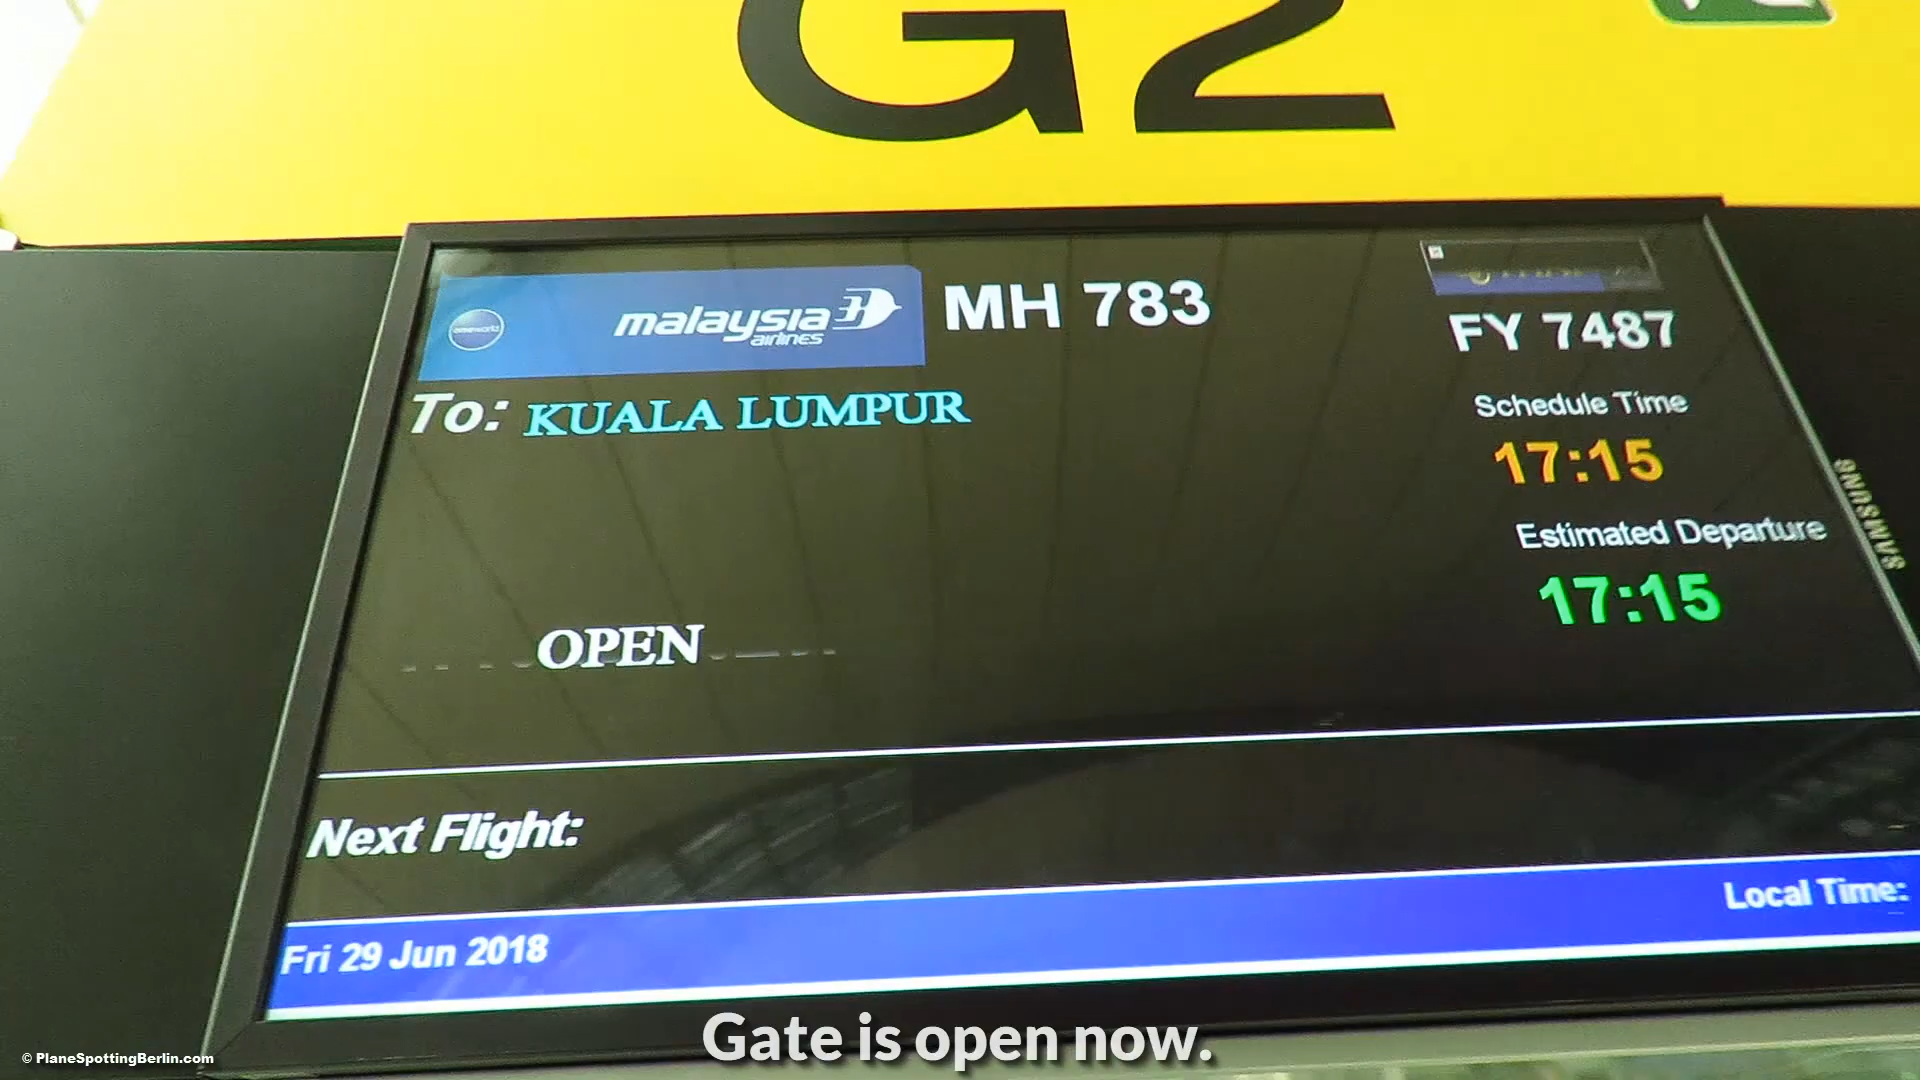 G2
oneworld
malaysia
airlines
MH 783
FY 7487
To: KUALA LUMPUR
Schedule Time
17:15
Estimated Departure
17:15
SAMSUNG
OPEN
Next Flight:
Local Time:
Fri 29 Jun 2018
Gate is open now.
© PlaneSpottingBerlin.com